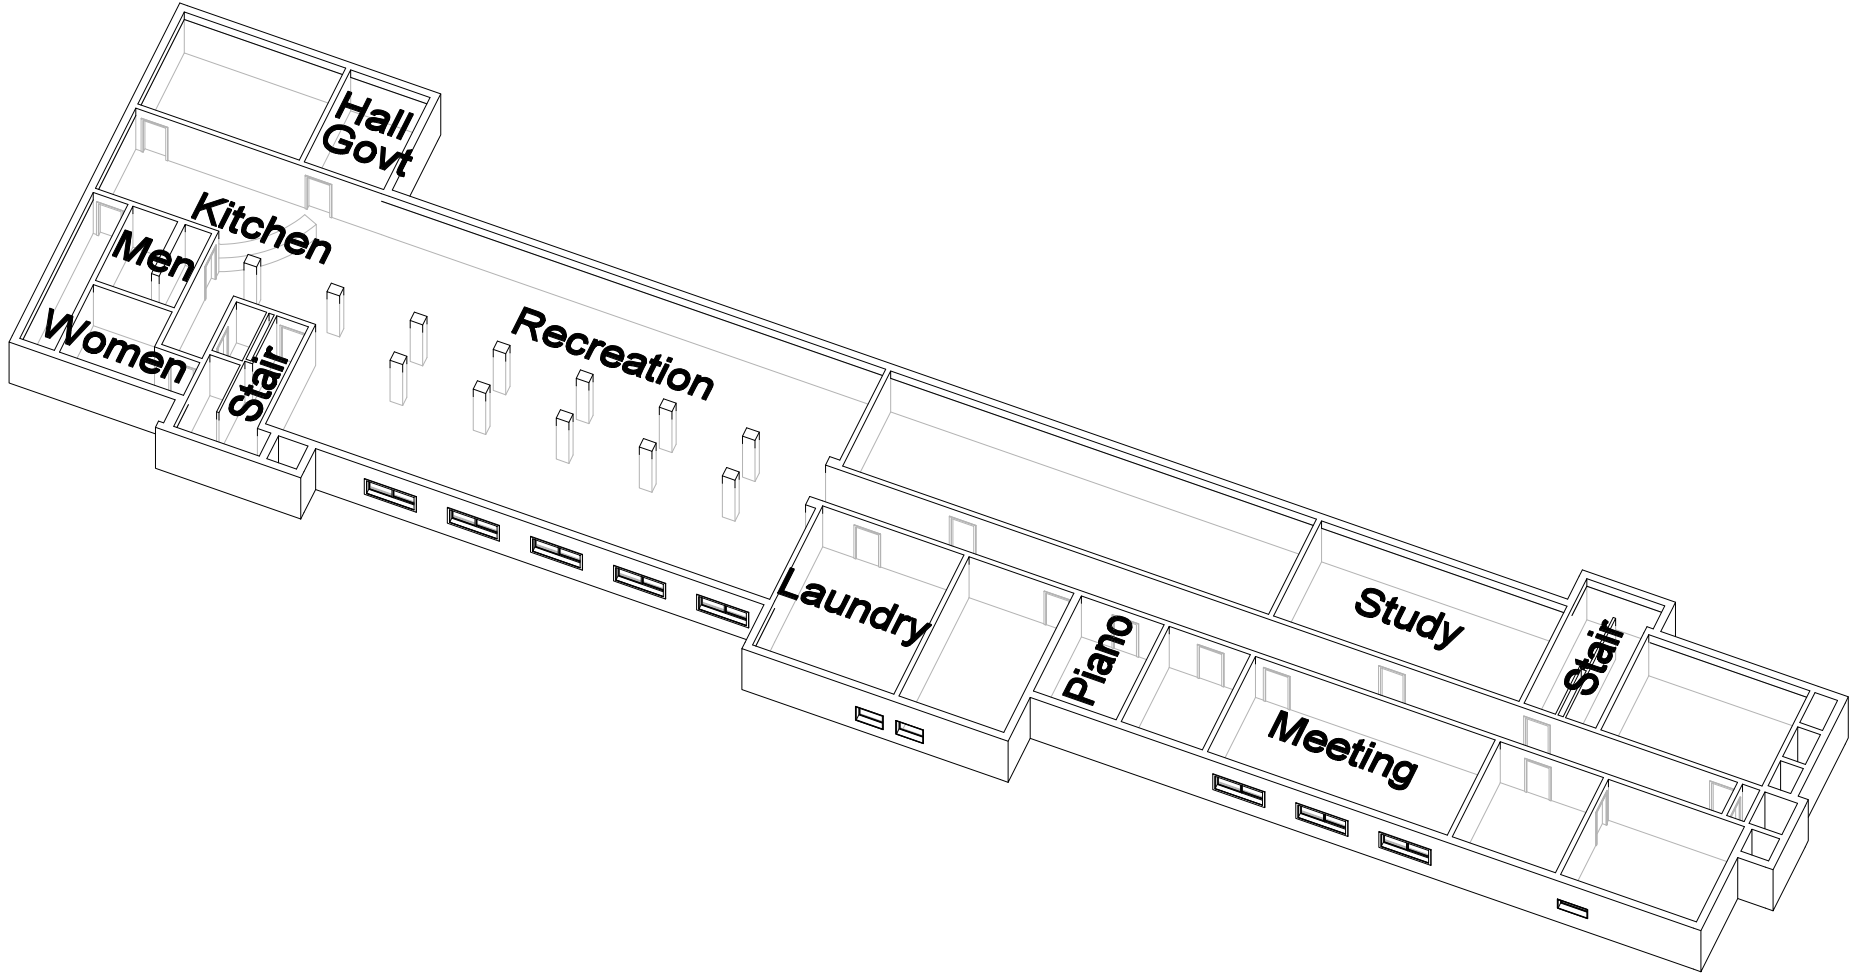 Hall
Govt
Kitchen
Men
Women
Stair
Recreation
Laundry
Piano
Study
Stair
Meeting